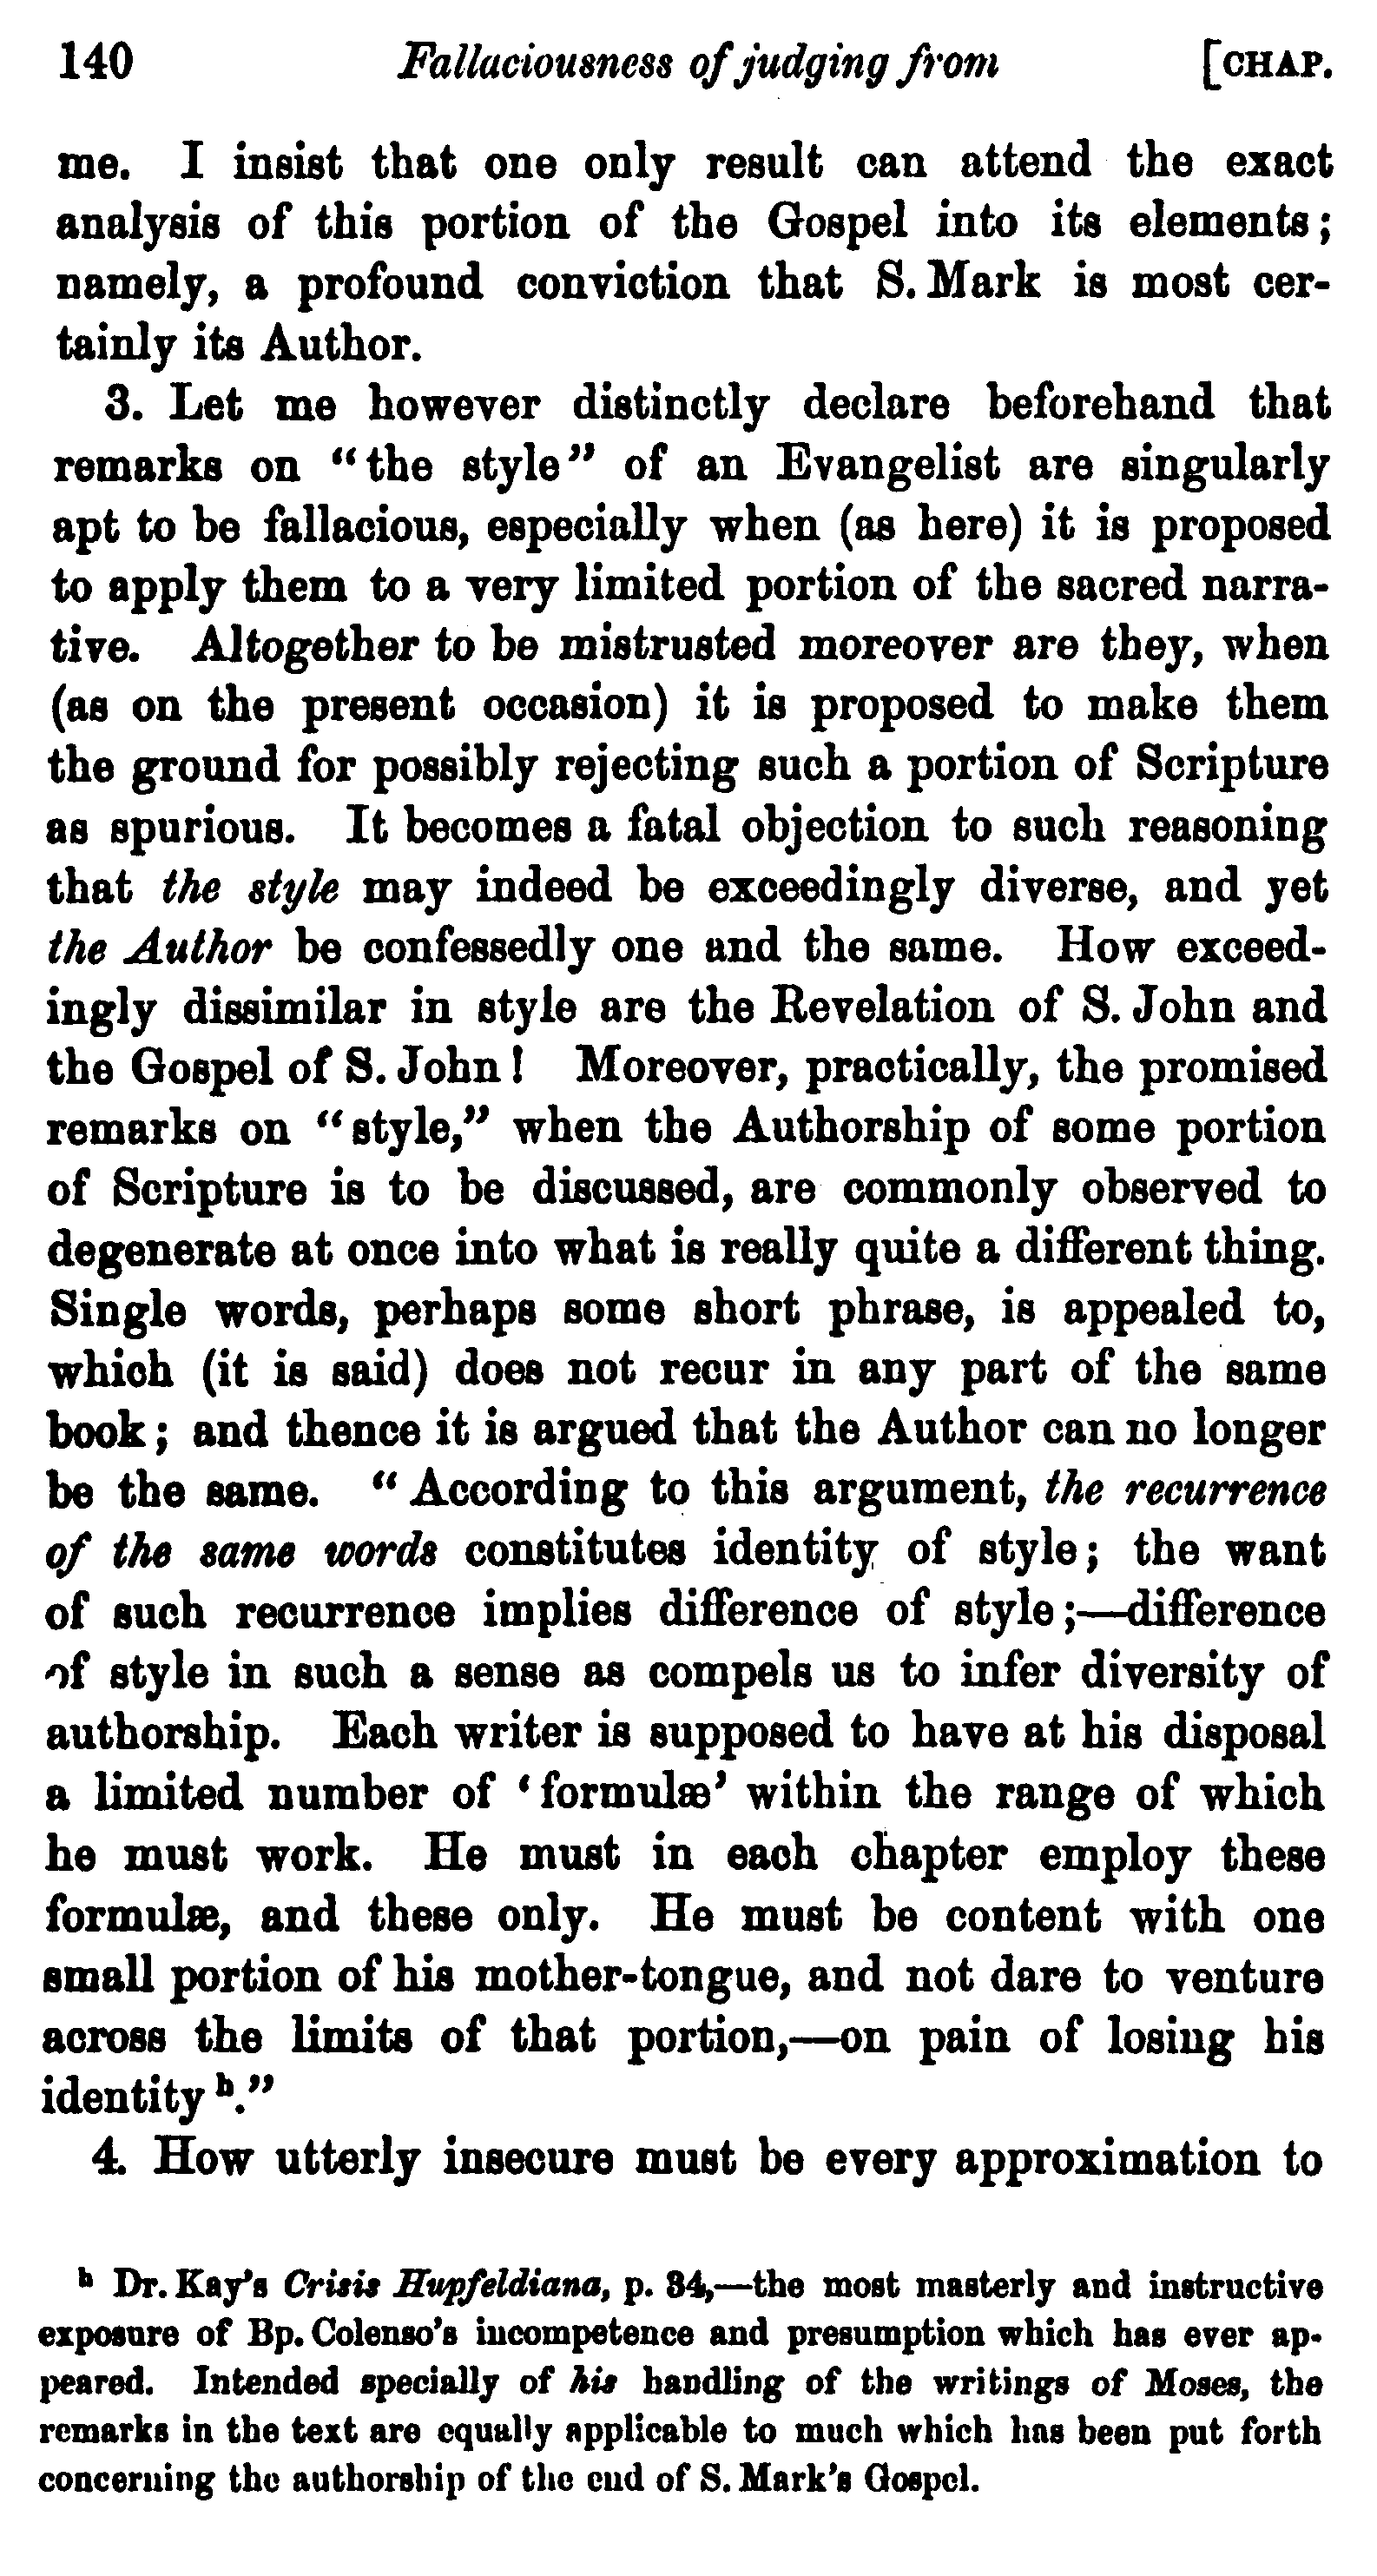 140 Fallaciousness of judging from [CHAP.
me. I insist that one only result can attend the exact
analysis of this portion of the Gospel into its elements;
namely, a profound conviction that S. Mark is most cer-
tainly its Author.
3. Let me however distinctly declare beforehand that
remarks on "the style" of an Evangelist are singularly
apt to be fallacious, especially when (as here) it is proposed
to apply them to a very limited portion of the sacred narra-
tive. Altogether to be mistrusted moreover are they, when
(as on the present occasion) it is proposed to make them
the ground for possibly rejecting such a portion of Scripture
as spurious. It becomes a fatal objection to such reasoning
that the style may indeed be exceedingly diverse, and yet
the Author be confessedly one and the same. How exceed-
ingly dissimilar in style are the Revelation of S. John and
the Gospel of S. John! Moreover, practically, the promised
remarks on "style," when the Authorship of some portion
of Scripture is to be discussed, are commonly observed to
degenerate at once into what is really quite a different thing.
Single words, perhaps some short phrase, is appealed to,
which (it is said) does not recur in any part of the same
book; and thence it is argued that the Author can no longer
be the same. "According to this argument, the recurrence
of the same words constitutes identity of style; the want
of such recurrence implies difference of style;—difference
of style in such a sense as compels us to infer diversity of
authorship. Each writer is supposed to have at his disposal
a limited number of 'formulæ' within the range of which
he must work. He must in each chapter employ these
formulæ, and these only. He must be content with one
small portion of his mother-tongue, and not dare to venture
across the limits of that portion,—on pain of losing his
identity h."
4. How utterly insecure must be every approximation to
h Dr. Kay's Crisis Hupfeldiana, p. 34,—the most masterly and instructive
exposure of Bp. Colenso's incompetence and presumption which has ever ap-
peared. Intended specially of his handling of the writings of Moses, the
remarks in the text are equally applicable to much which has been put forth
concerning the authorship of the end of S. Mark's Gospel.